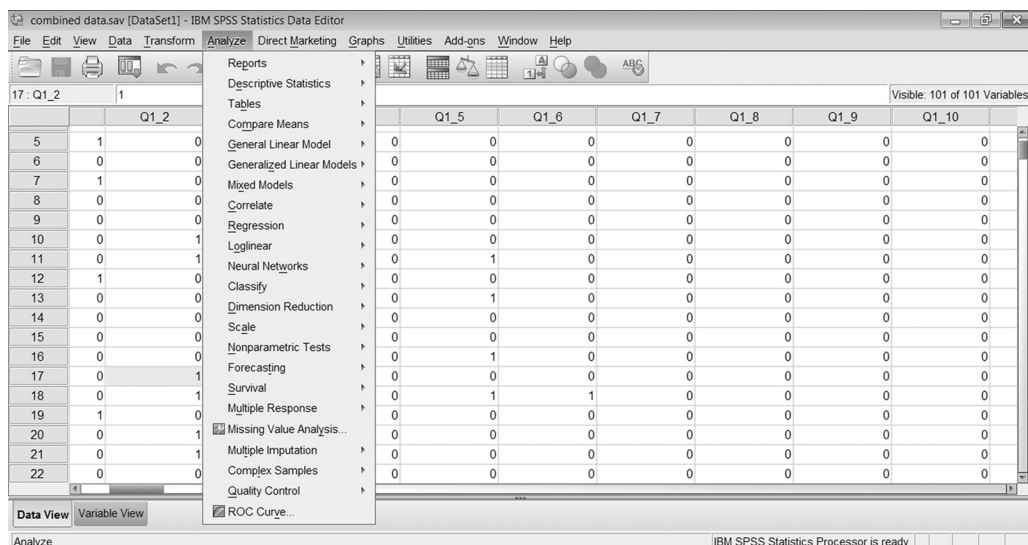 combined data.sav [DataSet1] - IBM SPSS Statistics Data Editor
File Edit View Data Transform Analyze Direct Marketing Graphs Utilities Add-ons Window Help
17 : Q1_2 1 Visible: 101 of 101 Variables
Q1_2 Q1_5 Q1_6 Q1_7 Q1_8 Q1_9 Q1_10
5 1 0 0 0 0 0 0 0 0
6 0 0 0 0 0 0 0 0 0
7 1 0 0 0 0 0 0 0 0
8 0 0 0 0 0 0 0 0 0
9 0 0 0 0 0 0 0 0 0
10 0 1 0 0 0 0 0 0 0
11 0 1 0 1 0 0 0 0 0
12 1 0 0 0 0 0 0 0 0
13 0 0 0 1 0 0 0 0 0
14 0 0 0 0 0 0 0 0 0
15 0 0 0 0 0 0 0 0 0
16 0 0 0 1 0 0 0 0 0
17 0 1 0 0 0 0 0 0 0
18 0 1 0 1 1 0 0 0 0
19 1 0 0 0 0 0 0 0 0
20 0 1 0 0 0 0 0 0 0
21 0 1 0 0 0 0 0 0 0
22 0 0 0 0 0 0 0 0 0
Reports
Descriptive Statistics
Tables
Compare Means
General Linear Model
Generalized Linear Models
Mixed Models
Correlate
Regression
Loglinear
Neural Networks
Classify
Dimension Reduction
Scale
Nonparametric Tests
Forecasting
Survival
Multiple Response
Missing Value Analysis...
Multiple Imputation
Complex Samples
Quality Control
ROC Curve...
Data View Variable View
Analyze IBM SPSS Statistics Processor is ready